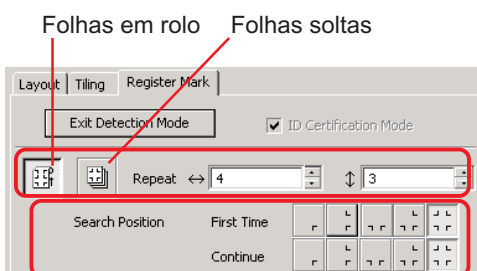 Folhas em rolo Folhas soltas
Layout Tiling Register Mark
Exit Detection Mode ID Certification Mode
Repeat ↔ 4 ↕ 3
Search Position First Time
Continue